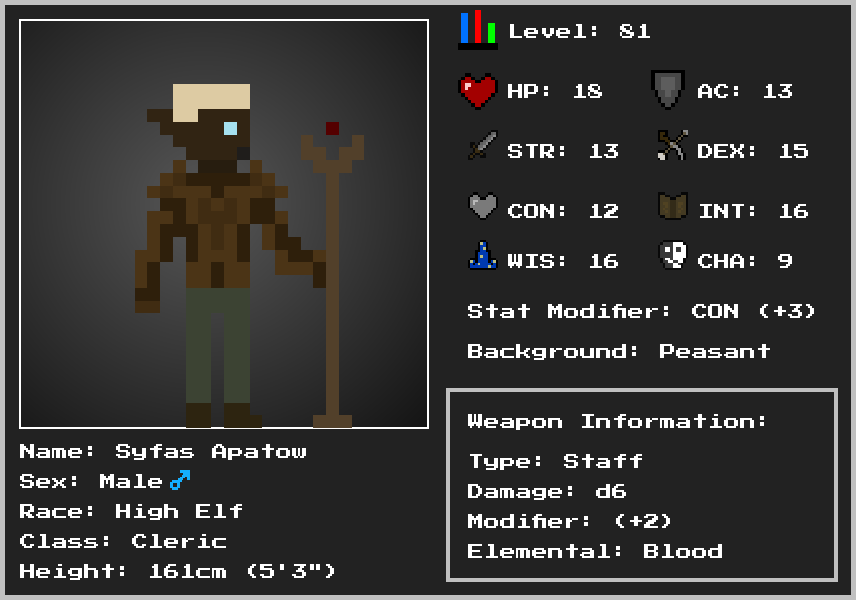 Level: 81
HP: 18 AC: 13
STR: 13 DEX: 15
CON: 12 INT: 16
WIS: 16 CHA: 9
Stat Modifier: CON (+3)
Background: Peasant
Weapon Information:
Type: Staff
Damage: d6
Modifier: (+2)
Elemental: Blood
Name: Syfas Apatow
Sex: Male ♂
Race: High Elf
Class: Cleric
Height: 161cm (5'3")